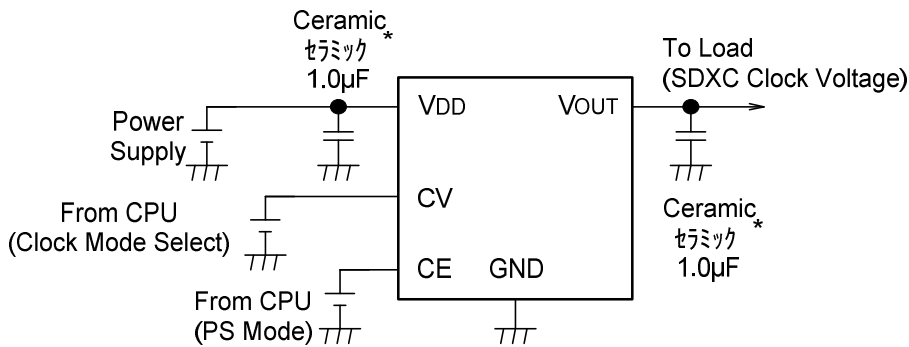 Ceramic *
ｾﾗﾐｯｸ
1.0µF
To Load
(SDXC Clock Voltage)
Power
Supply
VDD
VOUT
From CPU
(Clock Mode Select)
CV
Ceramic *
ｾﾗﾐｯｸ
1.0µF
From CPU
(PS Mode)
CE
GND